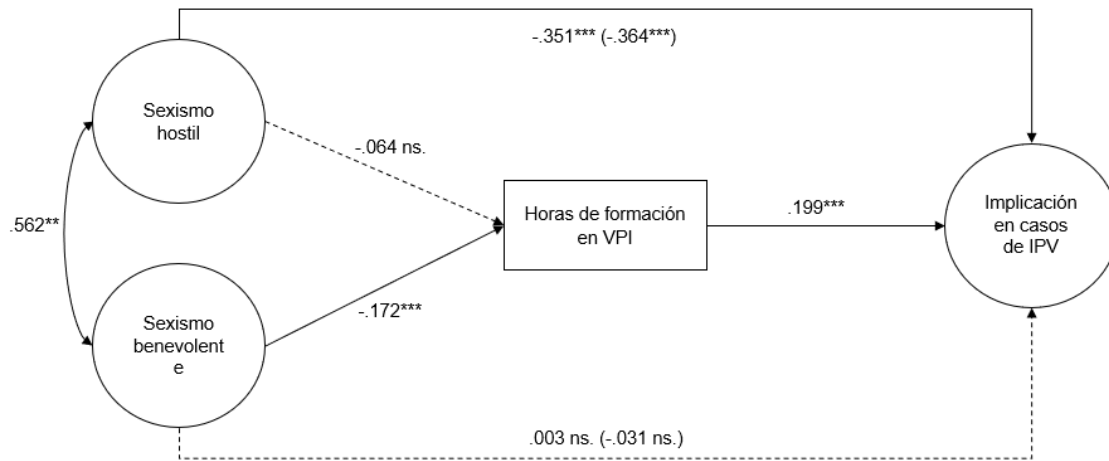 -.351*** (-.364***)
Sexismo
hostil
-.064 ns.
.562**
Horas de formación
en VPI
.199***
Implicación
en casos
de IPV
Sexismo
benevolent
e
-.172***
.003 ns. (-.031 ns.)